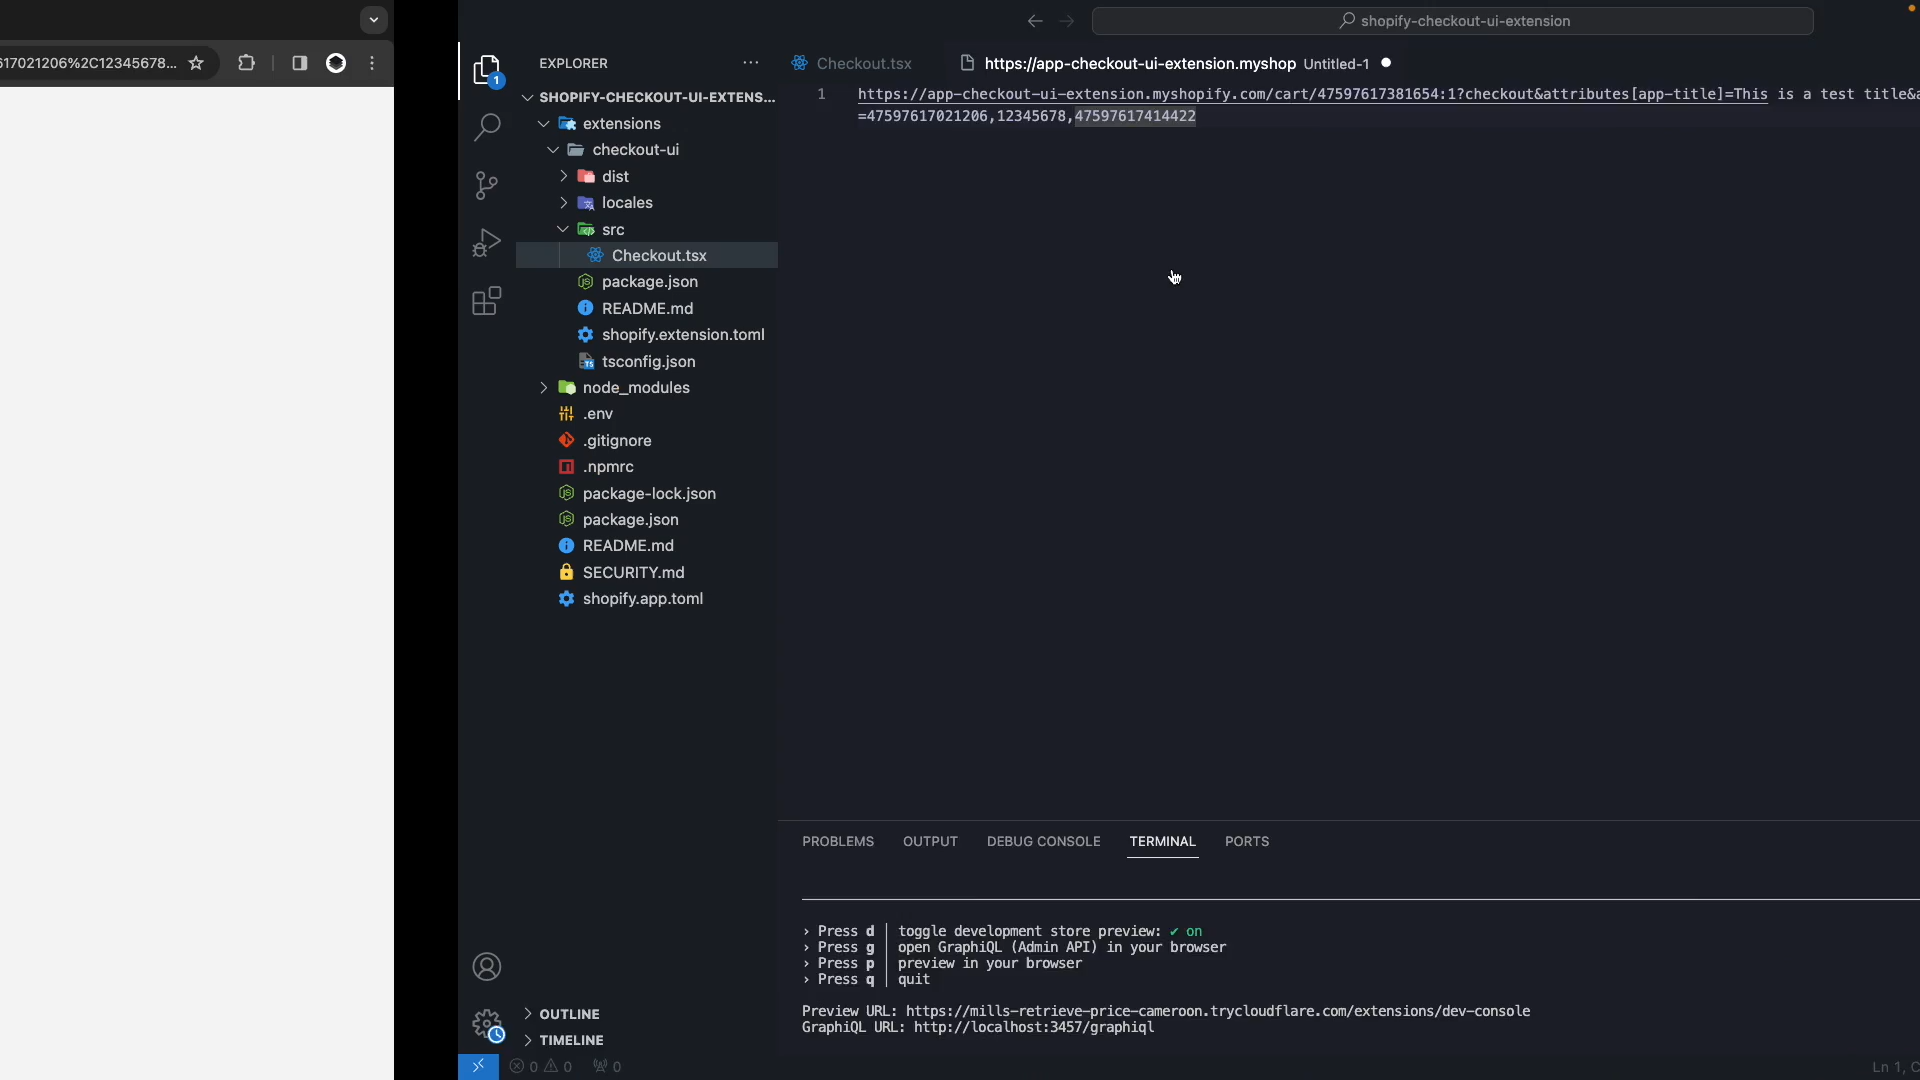 617021206%2C12345678...
shopify-checkout-ui-extension
1
EXPLORER
Checkout.tsx
https://app-checkout-ui-extension.myshop Untitled-1
SHOPIFY-CHECKOUT-UI-EXTENS...
1 https://app-checkout-ui-extension.myshopify.com/cart/47597617381654:1?checkout&attributes[app-title]=This is a test title&a
=47597617021206,12345678,47597617414422
extensions
checkout-ui
dist
locales
src
Checkout.tsx
package.json
README.md
shopify.extension.toml
tsconfig.json
node_modules
.env
.gitignore
.npmrc
package-lock.json
package.json
README.md
SECURITY.md
shopify.app.toml
PROBLEMS OUTPUT DEBUG CONSOLE TERMINAL PORTS
› Press d │ toggle development store preview: ✔ on
› Press g │ open GraphiQL (Admin API) in your browser
› Press p │ preview in your browser
› Press q │ quit
Preview URL: https://mills-retrieve-price-cameroon.trycloudflare.com/extensions/dev-console
GraphiQL URL: http://localhost:3457/graphiql
OUTLINE
TIMELINE
0 0 0
Ln 1, C